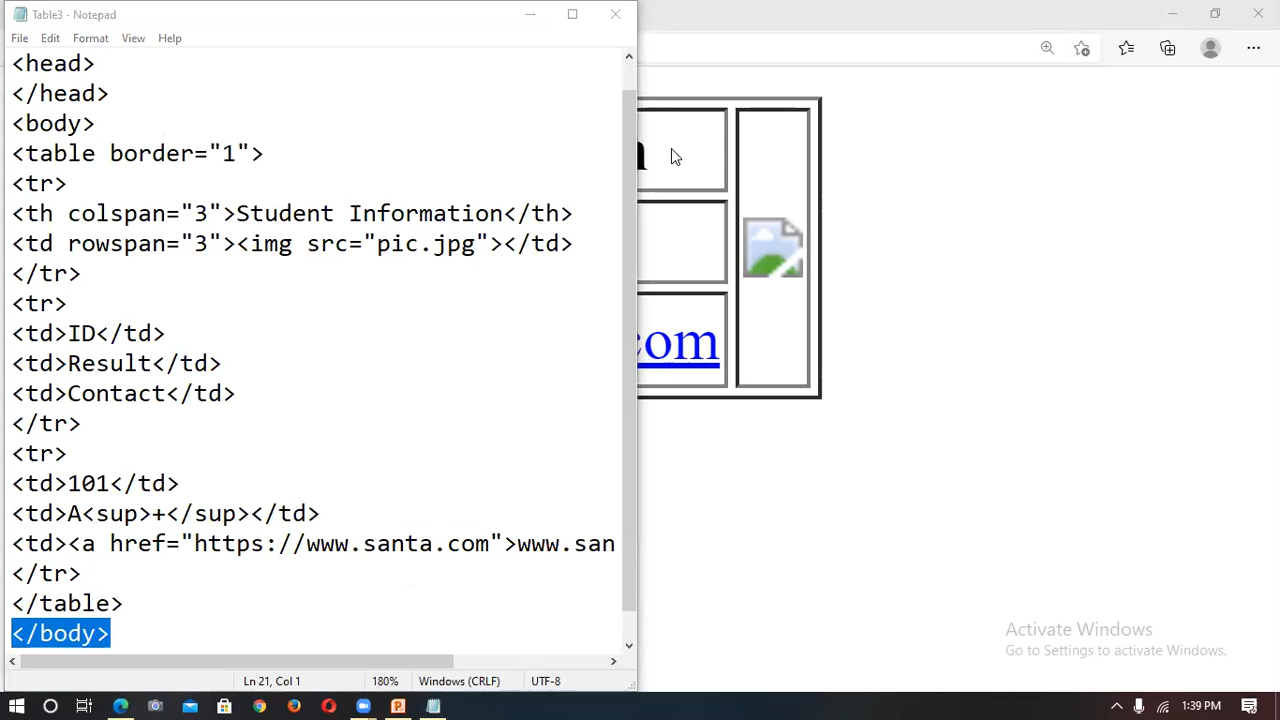 Table3 - Notepad
File Edit Format View Help
<head>
</head>
<body>
<table border="1">
<tr>
<th colspan="3">Student Information</th>
<td rowspan="3"><img src="pic.jpg"></td>
</tr>
<tr>
<td>ID</td>
<td>Result</td>
<td>Contact</td>
</tr>
<tr>
<td>101</td>
<td>A<sup>+</sup></td>
<td><a href="https://www.santa.com">www.san
</tr>
</table>
</body>
Ln 21, Col 1 180% Windows (CRLF) UTF-8
n
com
Activate Windows
Go to Settings to activate Windows.
1:39 PM